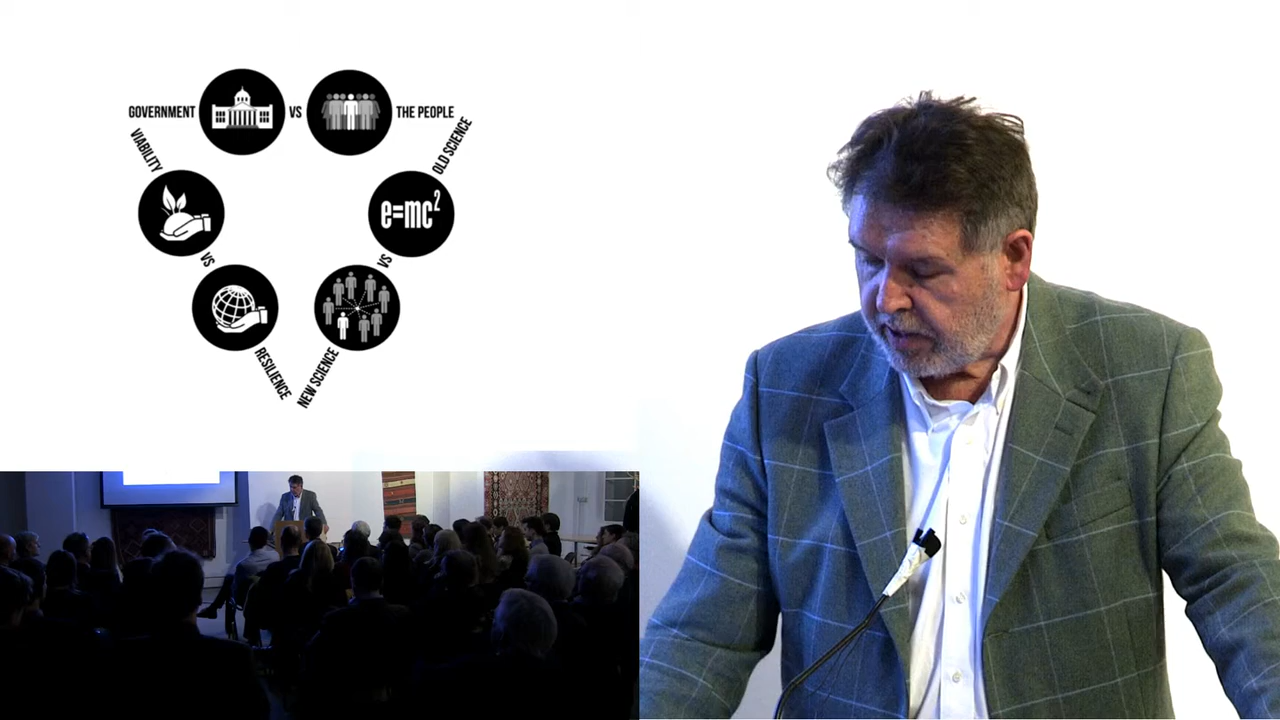 GOVERNMENT VS THE PEOPLE
VIABILITY
VS
RESILIENCE
OLD SCIENCE
e=mc²
VS
NEW SCIENCE